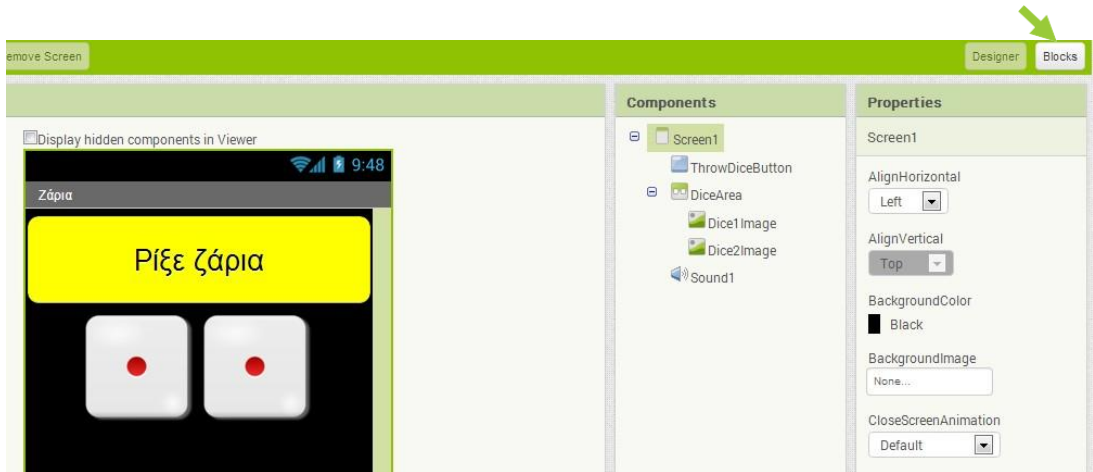 emove Screen
Designer
Blocks
Display hidden components in Viewer
9:48
Ζάρια
Ρίξε ζάρια
Components
Screen1
ThrowDiceButton
DiceArea
Dice1Image
Dice2Image
Sound1
Properties
Screen1
AlignHorizontal
Left
AlignVertical
Top
BackgroundColor
Black
BackgroundImage
None...
CloseScreenAnimation
Default